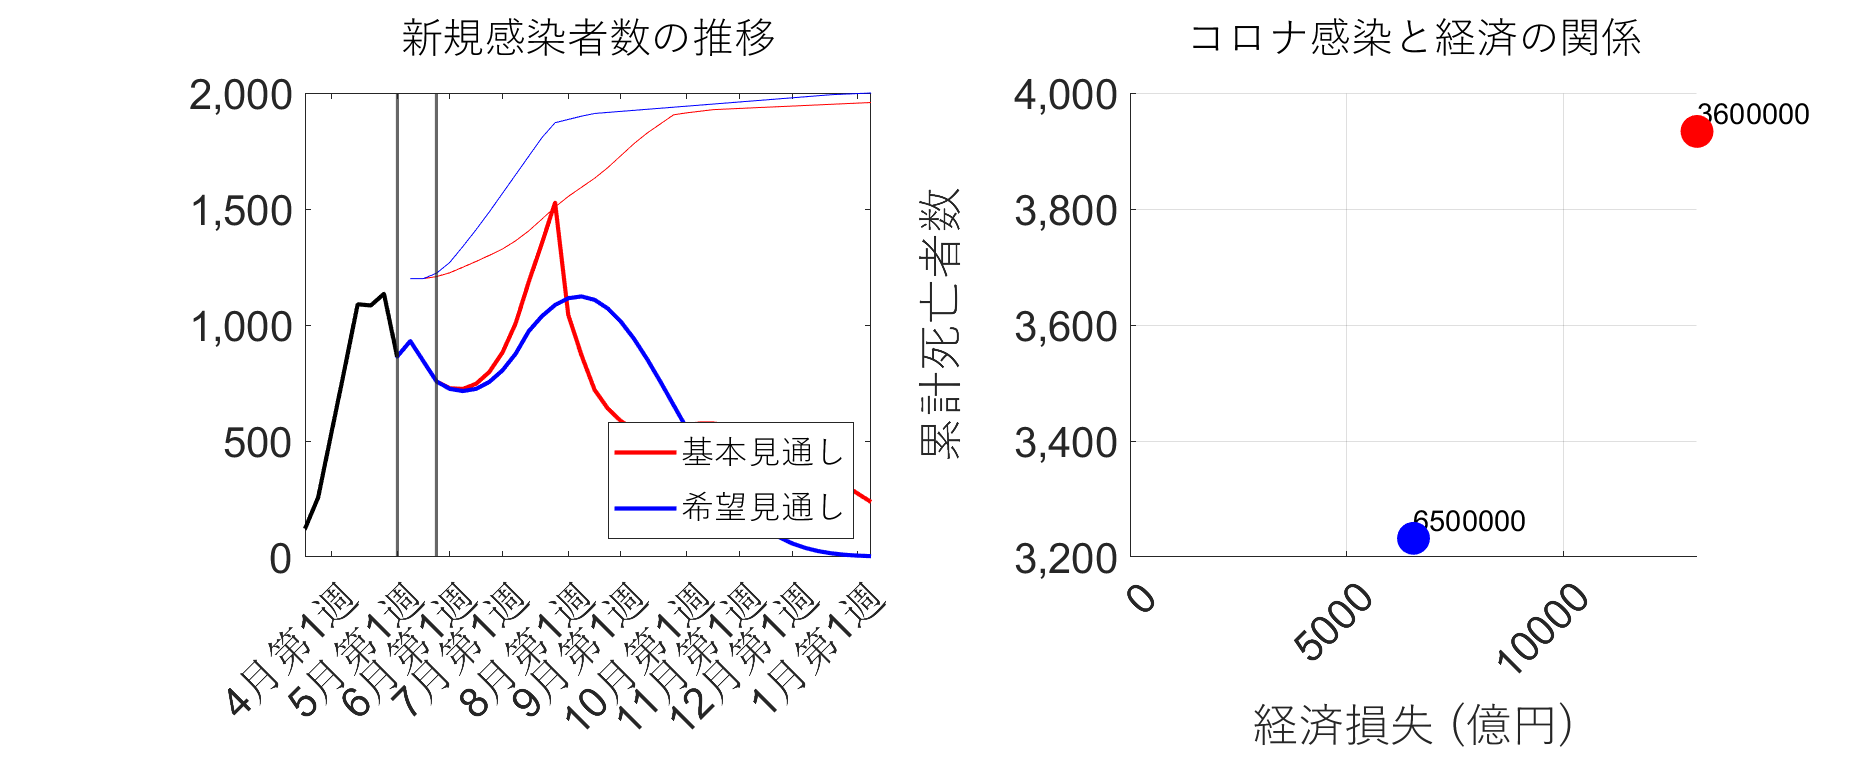 新規感染者数の推移
2,000
1,500
1,000
500
0
基本見通し
希望見通し
4月第1週
5月第1週
6月第1週
7月第1週
8月第1週
9月第1週
10月第1週
11月第1週
12月第1週
1月第1週
コロナ感染と経済の関係
累計死亡者数
4,000
3,800
3,600
3,400
3,200
3600000
6500000
0
5000
10000
経済損失 (億円)